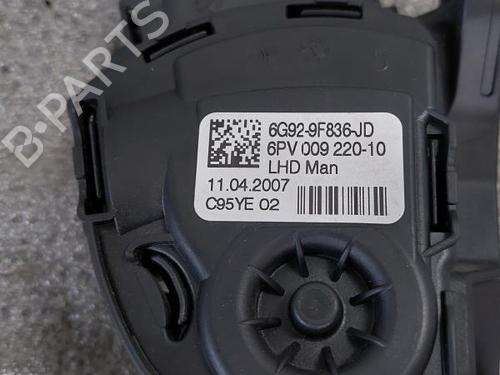 B-PARTS
6G92-9F836-JD
6PV 009 220-10
LHD Man
11.04.2007
C95YE 02